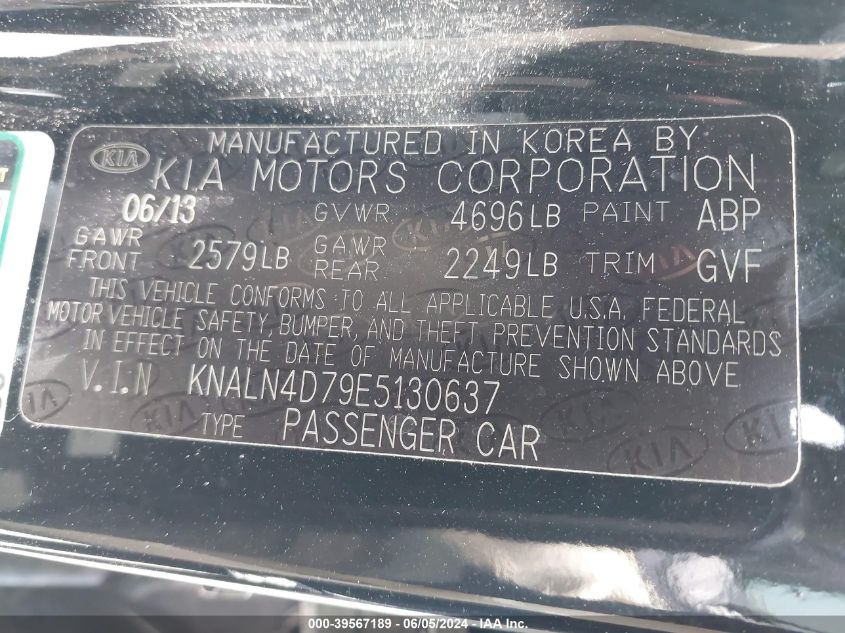 MANUFACTURED IN KOREA BY
KIA KIA MOTORS CORPORATION
06/13 GVWR 4696LB PAINT ABP
GAWR FRONT 2579LB GAWR REAR 2249LB TRIM GVF
THIS VEHICLE CONFORMS TO ALL APPLICABLE U.S.A. FEDERAL
MOTOR VEHICLE SAFETY, BUMPER, AND THEFT PREVENTION STANDARDS
IN EFFECT ON THE DATE OF MANUFACTURE SHOWN ABOVE
V.I.N KNALN4D79E5130637
TYPE PASSENGER CAR
000-39567189 - 06/05/2024 - IAA Inc.